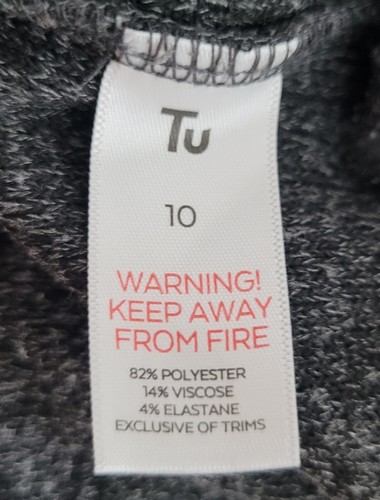 Tu
10
WARNING!
KEEP AWAY
FROM FIRE
82% POLYESTER
14% VISCOSE
4% ELASTANE
EXCLUSIVE OF TRIMS